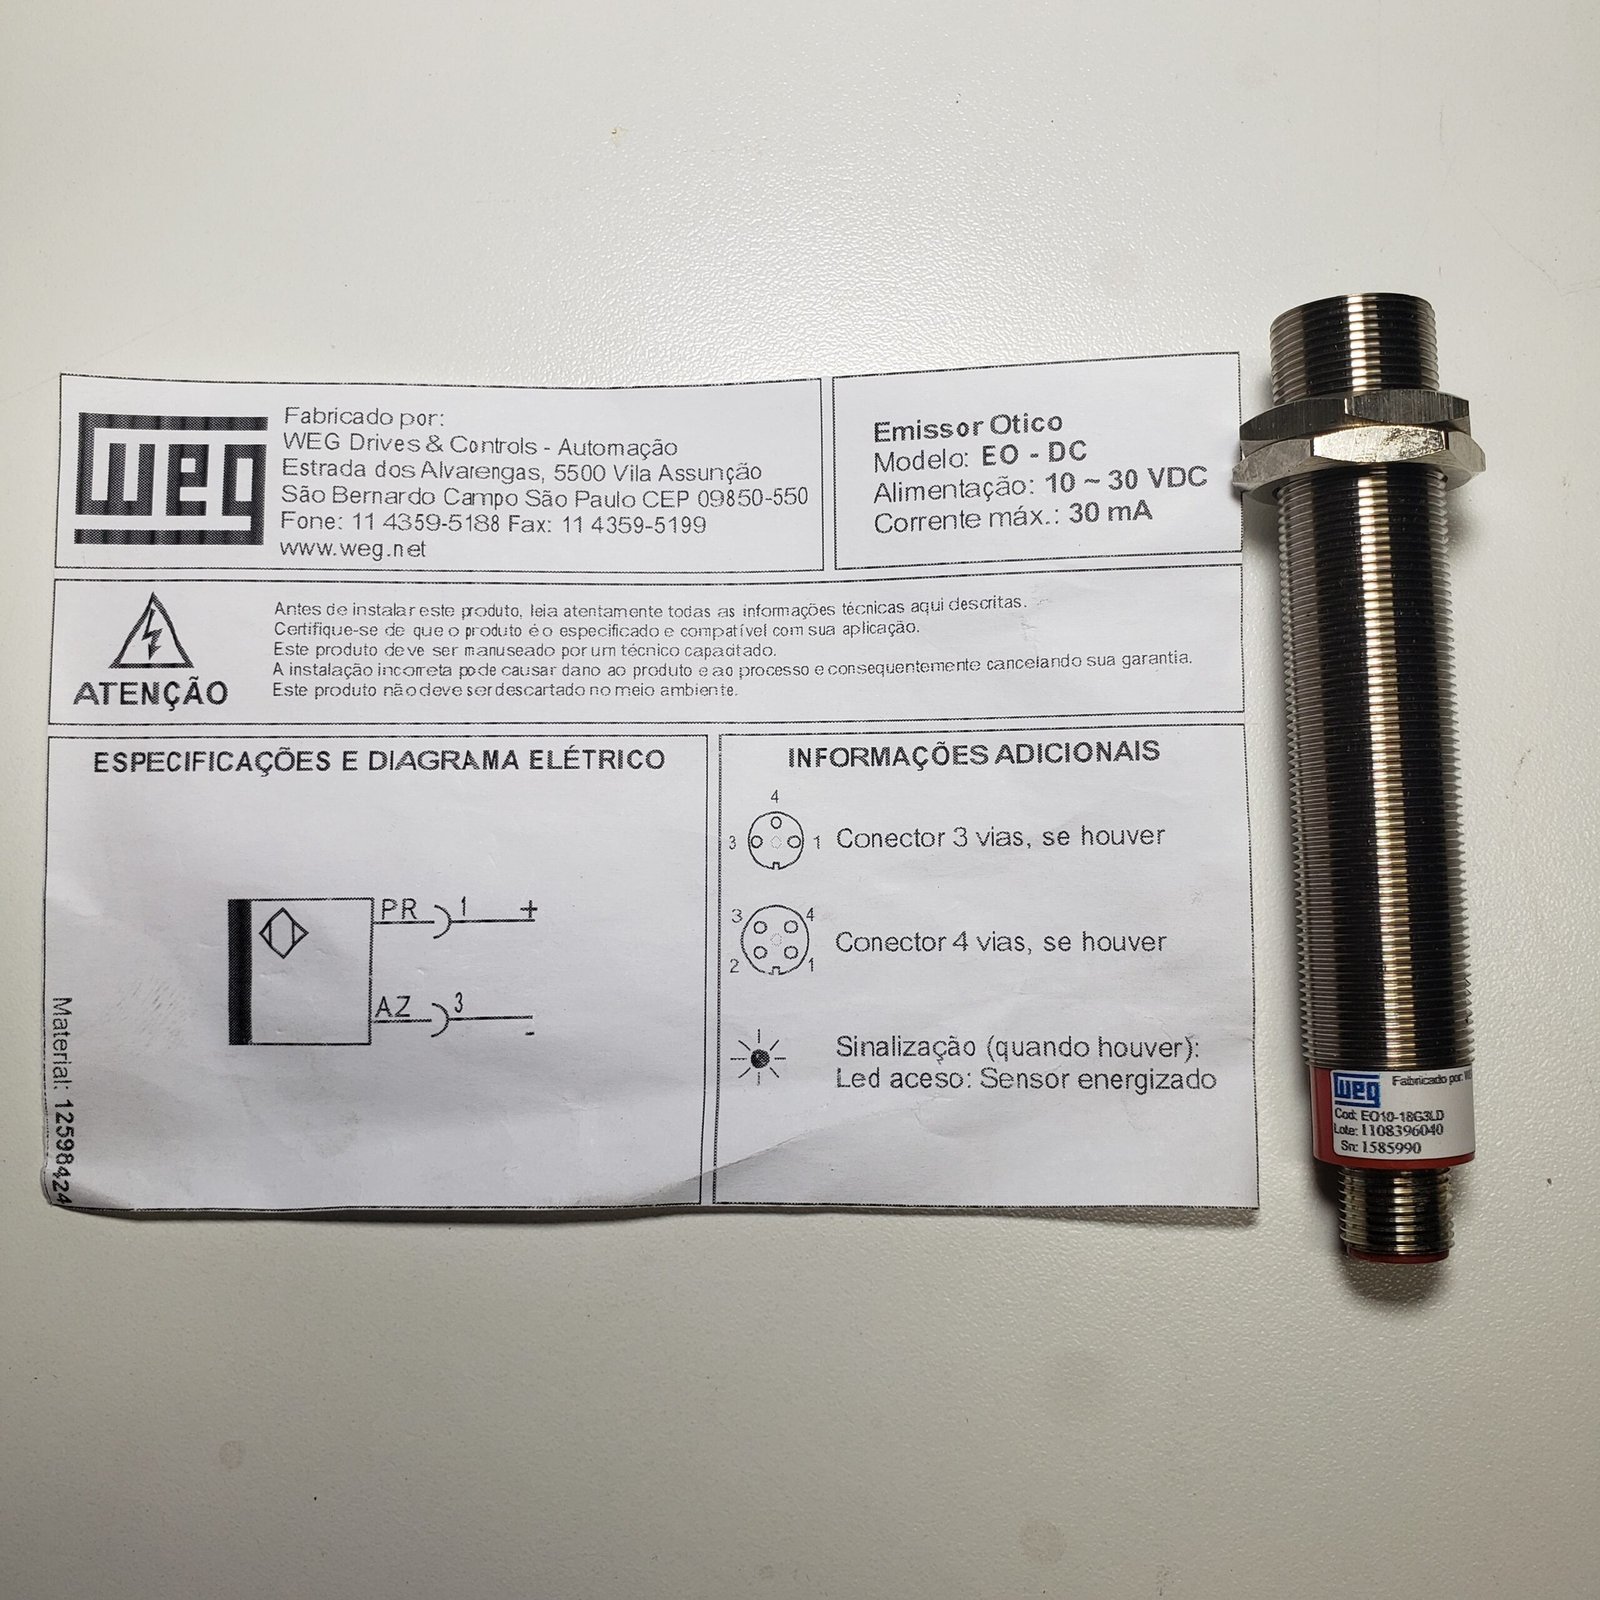 weg
Fabricado por:
WEG Drives & Controls - Automação
Estrada dos Alvarengas, 5500 Vila Assunção
São Bernardo Campo São Paulo CEP 09850-550
Fone: 11 4359-5188 Fax: 11 4359-5199
www.weg.net
Emissor Otico
Modelo: EO - DC
Alimentação: 10 ~ 30 VDC
Corrente máx.: 30 mA
ATENÇÃO
Antes de instalar este produto, leia atentamente todas as informações técnicas aqui descritas.
Certifique-se de que o produto é o especificado e compatível com sua aplicação.
Este produto deve ser manuseado por um técnico capacitado.
A instalação incorreta pode causar dano ao produto e ao processo e consequentemente cancelando sua garantia.
Este produto não deve ser descartado no meio ambiente.
ESPECIFICAÇÕES E DIAGRAMA ELÉTRICO
PR 1 +
AZ 3 -
Material: 12598424
INFORMAÇÕES ADICIONAIS
4
3 1 Conector 3 vias, se houver
3 4
Conector 4 vias, se houver
2 1
Sinalização (quando houver):
Led aceso: Sensor energizado
weg Fabricado por: W
Cod: EO10-18G3LD
Lote: 1108396040
Sn: 1585990